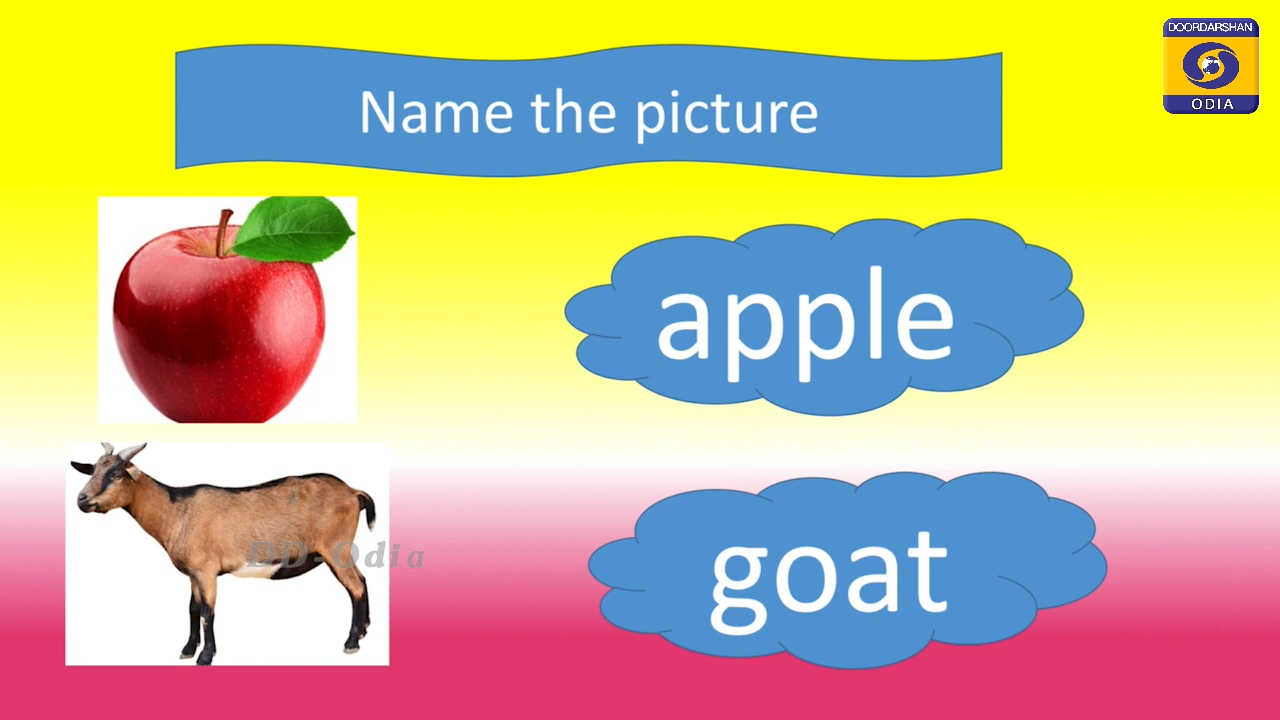 DOORDARSHAN
ODIA
Name the picture
apple
DD-Odia
goat